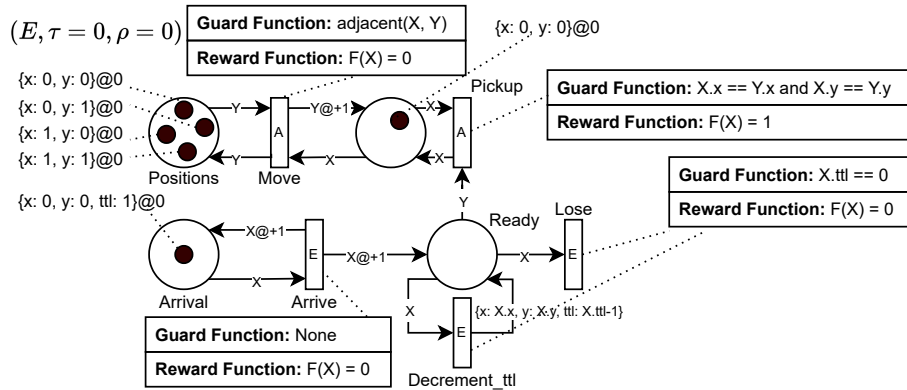 (E, τ = 0, ρ = 0)
Guard Function: adjacent(X, Y)
Reward Function: F(X) = 0
{x: 0, y: 0}@0
{x: 0, y: 0}@0
{x: 0, y: 1}@0
{x: 1, y: 0}@0
{x: 1, y: 1}@0
Y
A
Y@+1
X
Pickup
A
Y
X
X
Positions
Move
Guard Function: X.x == Y.x and X.y == Y.y
Reward Function: F(X) = 1
Guard Function: X.ttl == 0
Reward Function: F(X) = 0
{x: 0, y: 0, ttl: 1}@0
Y
Ready
Lose
X@+1
E
X@+1
X
E
X
Arrival
Arrive
X
E
{x: X.x, y: X.y, ttl: X.ttl-1}
Decrement_ttl
Guard Function: None
Reward Function: F(X) = 0